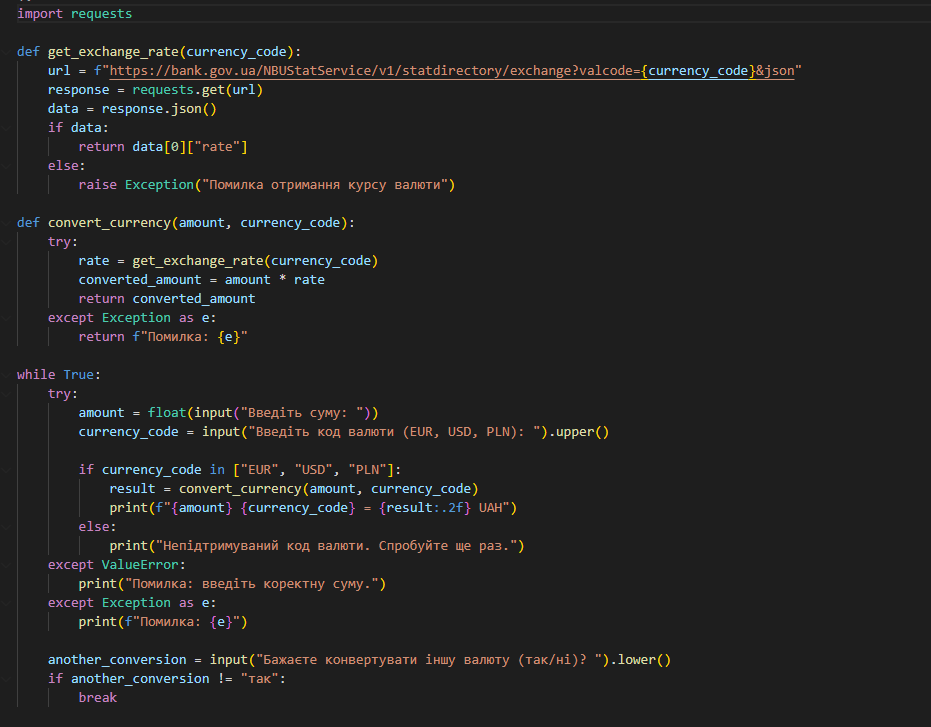 import requests
def get_exchange_rate(currency_code):
    url = f"https://bank.gov.ua/NBUStatService/v1/statdirectory/exchange?valcode={currency_code}&json"
    response = requests.get(url)
    data = response.json()
    if data:
        return data[0]["rate"]
    else:
        raise Exception("Помилка отримання курсу валюти")
def convert_currency(amount, currency_code):
    try:
        rate = get_exchange_rate(currency_code)
        converted_amount = amount * rate
        return converted_amount
    except Exception as e:
        return f"Помилка: {e}"
while True:
    try:
        amount = float(input("Введіть суму: "))
        currency_code = input("Введіть код валюти (EUR, USD, PLN): ").upper()
        if currency_code in ["EUR", "USD", "PLN"]:
            result = convert_currency(amount, currency_code)
            print(f"{amount} {currency_code} = {result:.2f} UAH")
        else:
            print("Непідтримуваний код валюти. Спробуйте ще раз.")
    except ValueError:
        print("Помилка: введіть коректну суму.")
    except Exception as e:
        print(f"Помилка: {e}")
    another_conversion = input("Бажаєте конвертувати іншу валюту (так/ні)? ").lower()
    if another_conversion != "так":
        break